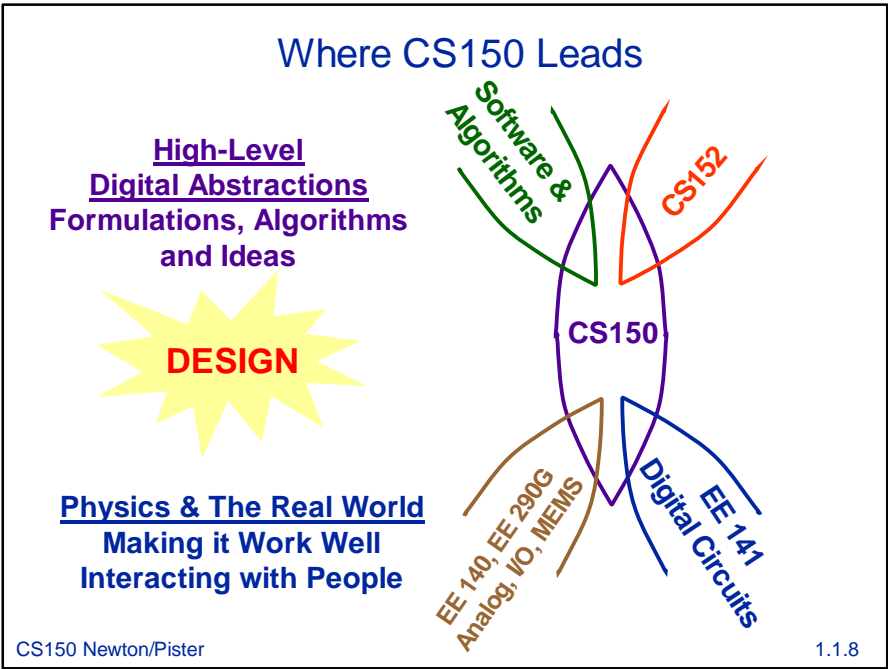 Where CS150 Leads
High-Level
Digital Abstractions
Formulations, Algorithms
and Ideas
DESIGN
Physics & The Real World
Making it Work Well
Interacting with People
Software &
Algorithms
CS152
CS150
EE 140, EE 290G
Analog, I/O, MEMS
EE 141
Digital Circuits
CS150 Newton/Pister
1.1.8